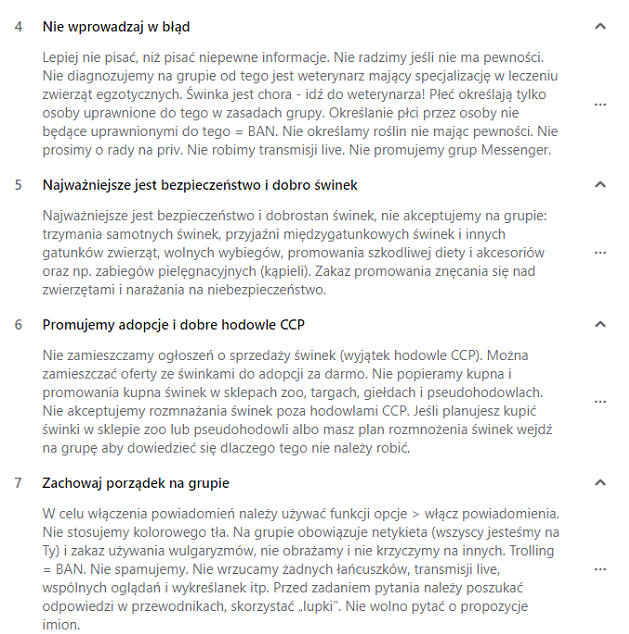 4 Nie wprowadzaj w błąd
Lepiej nie pisać, niż pisać niepewne informacje. Nie radzimy jeśli nie ma pewności.
Nie diagnozujemy na grupie od tego jest weterynarz mający specjalizację w leczeniu
zwierząt egzotycznych. Świnka jest chora - idź do weterynarza! Płeć określają tylko
osoby uprawnione do tego w zasadach grupy. Określanie płci przez osoby nie
będące uprawnionymi do tego = BAN. Nie określamy roślin nie mając pewności. Nie
prosimy o rady na priv. Nie robimy transmisji live. Nie promujemy grup Messenger.
5 Najważniejsze jest bezpieczeństwo i dobro świnek
Najważniejsze jest bezpieczeństwo i dobrostan świnek, nie akceptujemy na grupie:
trzymania samotnych świnek, przyjaźni międzygatunkowych świnek i innych
gatunków zwierząt, wolnych wybiegów, promowania szkodliwej diety i akcesoriów
oraz np. zabiegów pielęgnacyjnych (kąpieli). Zakaz promowania znęcania się nad
zwierzętami i narażania na niebezpieczeństwo.
6 Promujemy adopcje i dobre hodowle CCP
Nie zamieszczamy ogłoszeń o sprzedaży świnek (wyjątek hodowle CCP). Można
zamieszczać oferty ze świnkami do adopcji za darmo. Nie popieramy kupna i
promowania kupna świnek w sklepach zoo, targach, giełdach i pseudohodowlach.
Nie akceptujemy rozmnażania świnek poza hodowlami CCP. Jeśli planujesz kupić
świnki w sklepie zoo lub pseudohodowli albo masz plan rozmnożenia świnek wejdź
na grupę aby dowiedzieć się dlaczego tego nie należy robić.
7 Zachowaj porządek na grupie
W celu włączenia powiadomień należy używać funkcji opcje > włącz powiadomienia.
Nie stosujemy kolorowego tła. Na grupie obowiązuje netykieta (wszyscy jesteśmy na
Ty) i zakaz używania wulgaryzmów, nie obrażamy i nie krzyczymy na innych. Trolling
= BAN. Nie spamujemy. Nie wrzucamy żadnych łańcuszków, transmisji live,
wspólnych oglądań i wykreślanek itp. Przed zadaniem pytania należy poszukać
odpowiedzi w przewodnikach, skorzystać „lupki”. Nie wolno pytać o propozycje
imion.